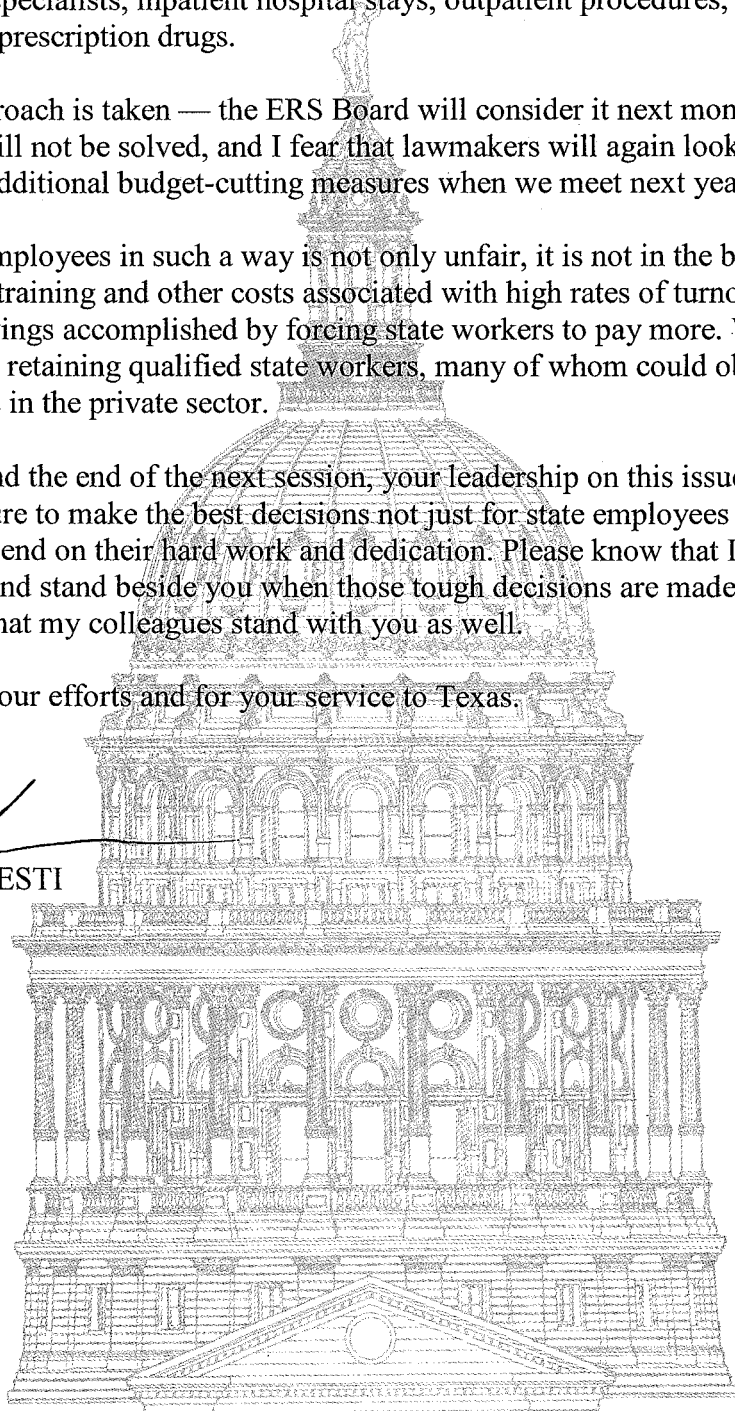 specialists, inpatient hospital stays, outpatient procedures,
prescription drugs.
roach is taken — the ERS Board will consider it next mon
ill not be solved, and I fear that lawmakers will again look
dditional budget-cutting measures when we meet next yea
mployees in such a way is not only unfair, it is not in the b
training and other costs associated with high rates of turno
ings accomplished by forcing state workers to pay more.
retaining qualified state workers, many of whom could ob
in the private sector.
nd the end of the next session, your leadership on this issue
re to make the best decisions not just for state employees
end on their hard work and dedication. Please know that I
nd stand beside you when those tough decisions are made
hat my colleagues stand with you as well.
our efforts and for your service to Texas.
ESTI